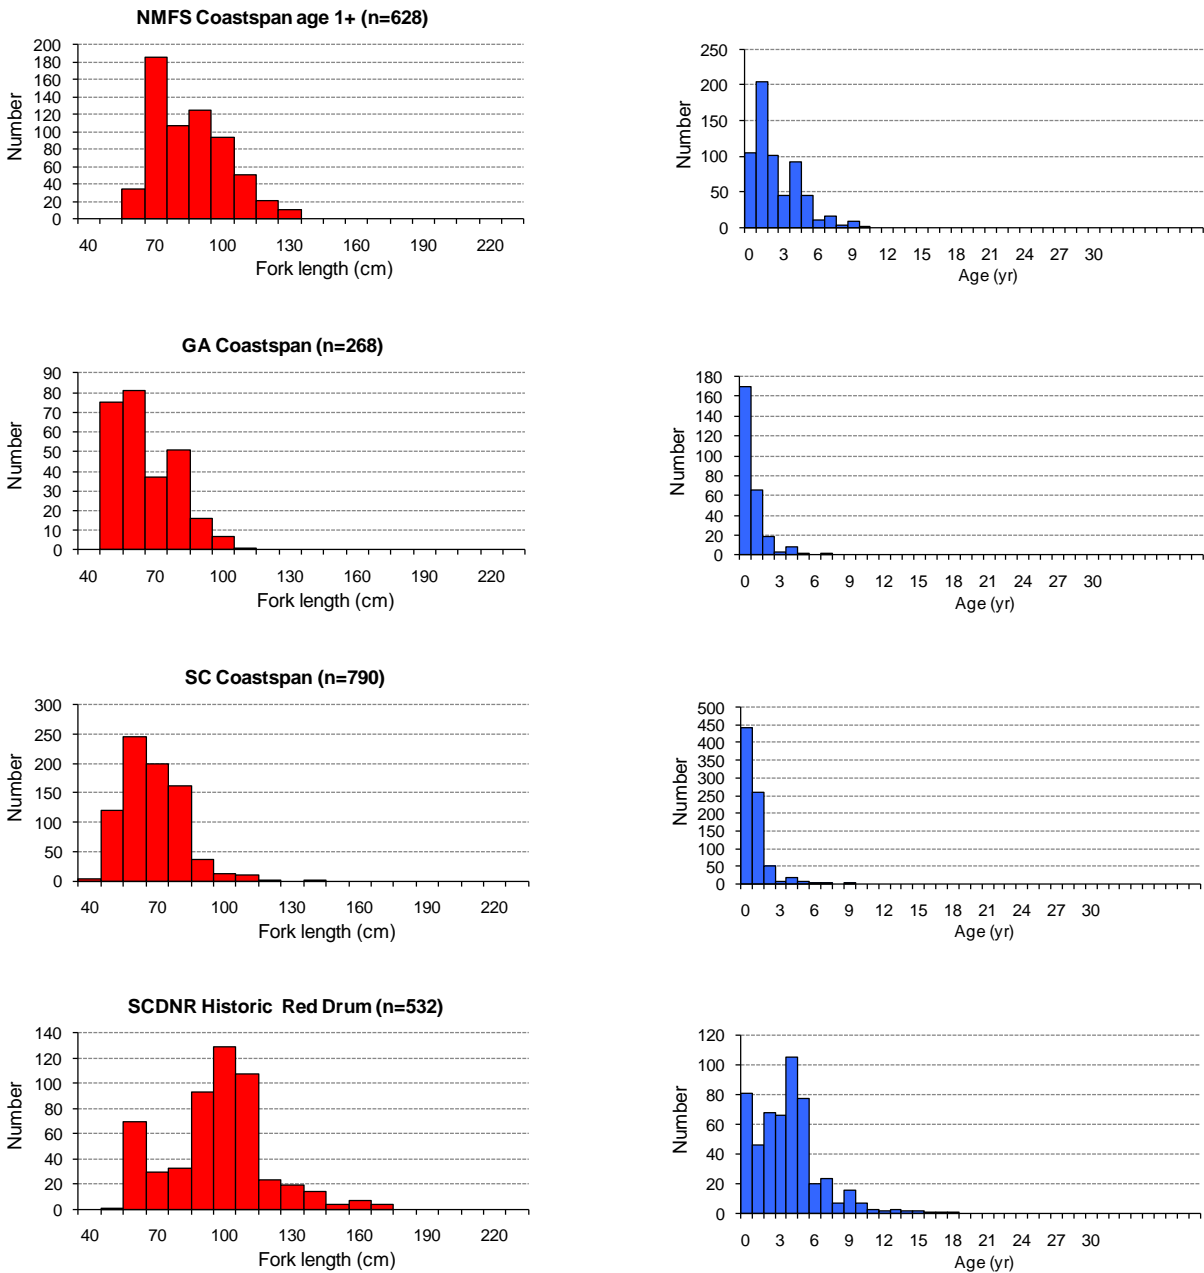 NMFS Coastspan age 1+ (n=628)
200
180
160
140
120
100
80
60
40
20
0
Number
40 70 100 130 160 190 220
Fork length (cm)
250
200
150
100
50
0
Number
0 3 6 9 12 15 18 21 24 27 30
Age (yr)
GA Coastspan (n=268)
90
80
70
60
50
40
30
20
10
0
Number
40 70 100 130 160 190 220
Fork length (cm)
180
160
140
120
100
80
60
40
20
0
Number
0 3 6 9 12 15 18 21 24 27 30
Age (yr)
SC Coastspan (n=790)
300
250
200
150
100
50
0
Number
40 70 100 130 160 190 220
Fork length (cm)
500
450
400
350
300
250
200
150
100
50
0
Number
0 3 6 9 12 15 18 21 24 27 30
Age (yr)
SCDNR Historic Red Drum (n=532)
140
120
100
80
60
40
20
0
Number
40 70 100 130 160 190 220
Fork length (cm)
120
100
80
60
40
20
0
Number
0 3 6 9 12 15 18 21 24 27 30
Age (yr)